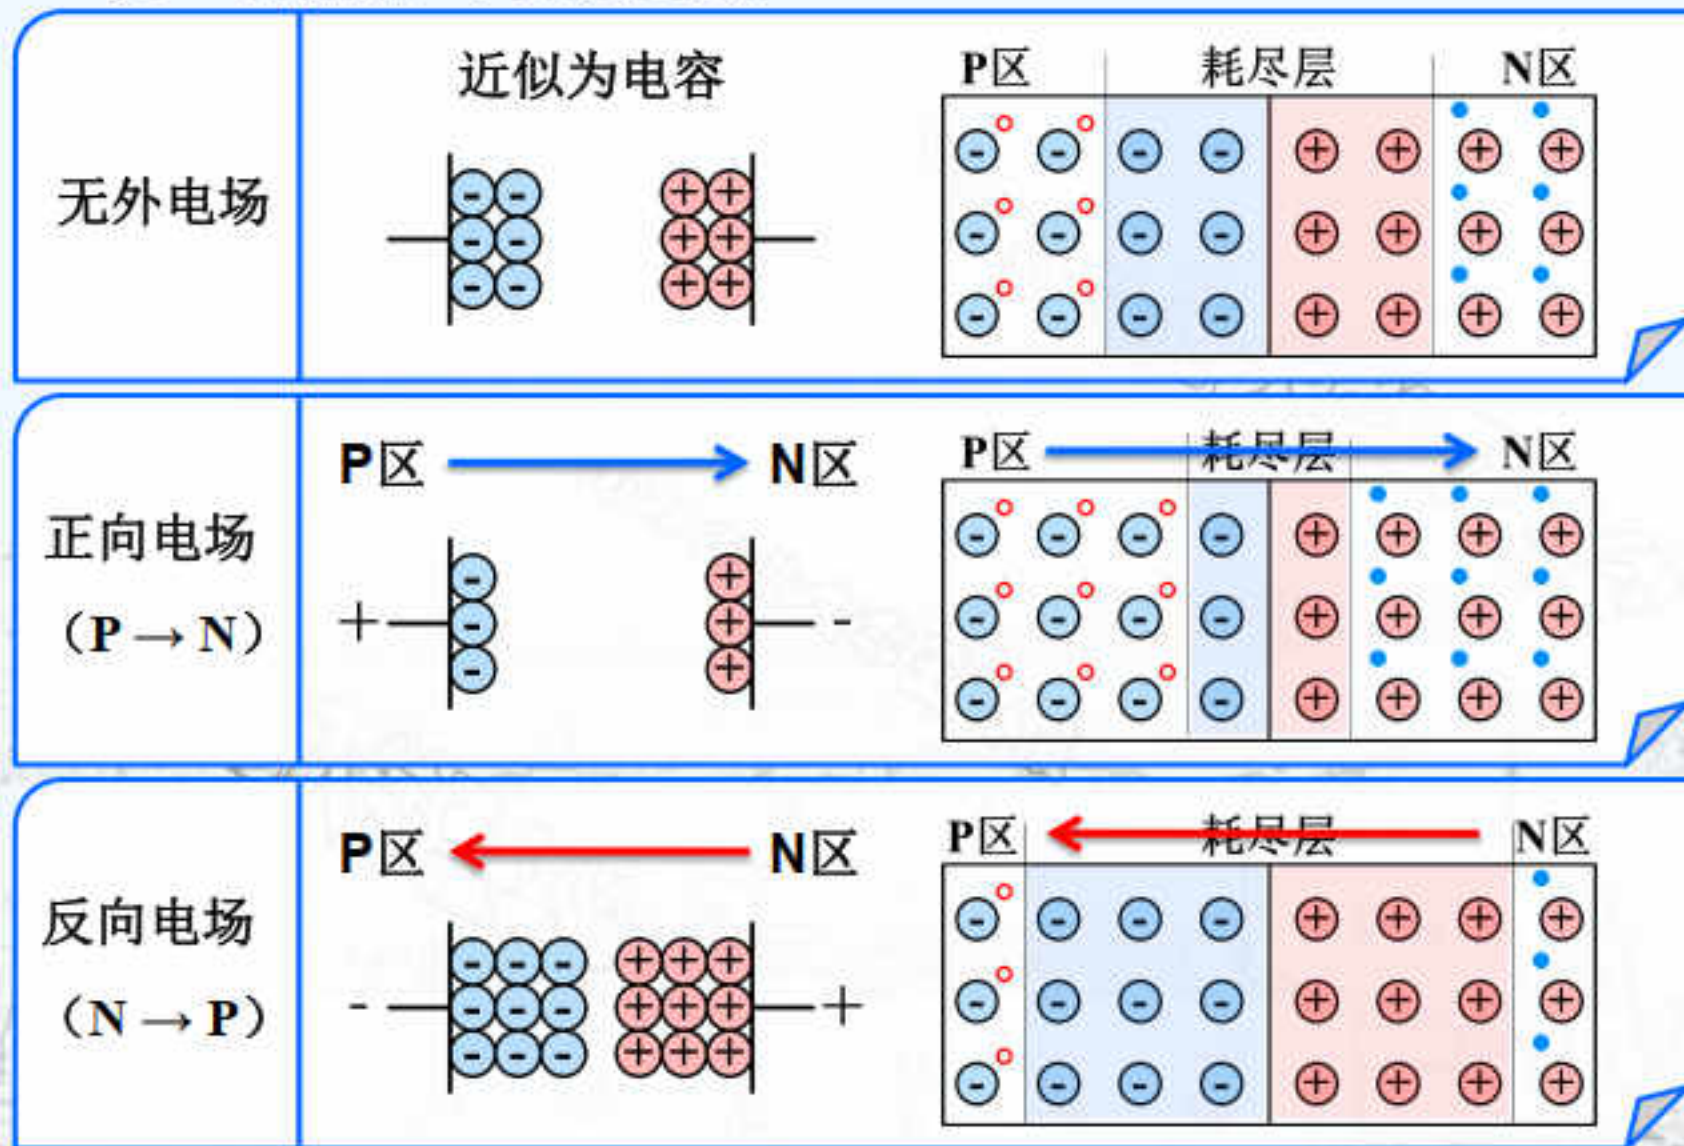 近似为电容
P区 耗尽层 N区
无外电场
P区 N区
P区 耗尽层 N区
正向电场
（P → N）
+ -
P区 N区
P区 耗尽层 N区
反向电场
（N → P）
- +